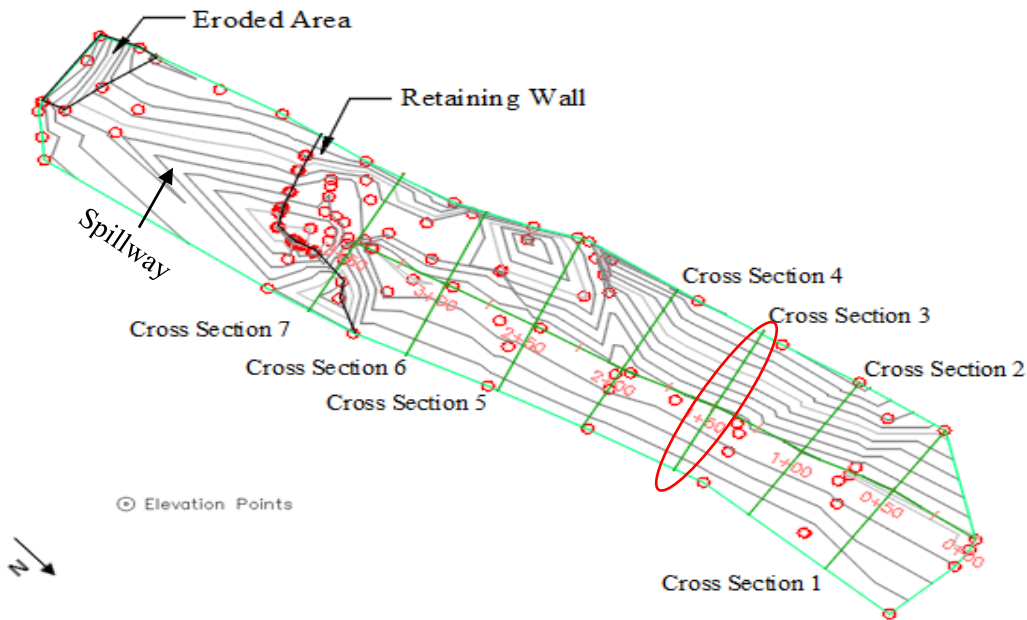 Eroded Area
Retaining Wall
Spillway
Cross Section 4
Cross Section 3
Cross Section 7
Cross Section 6
Cross Section 2
Cross Section 5
3+00
2+50
2+00
+50
1+00
0+50
0+00
Elevation Points
N
Cross Section 1